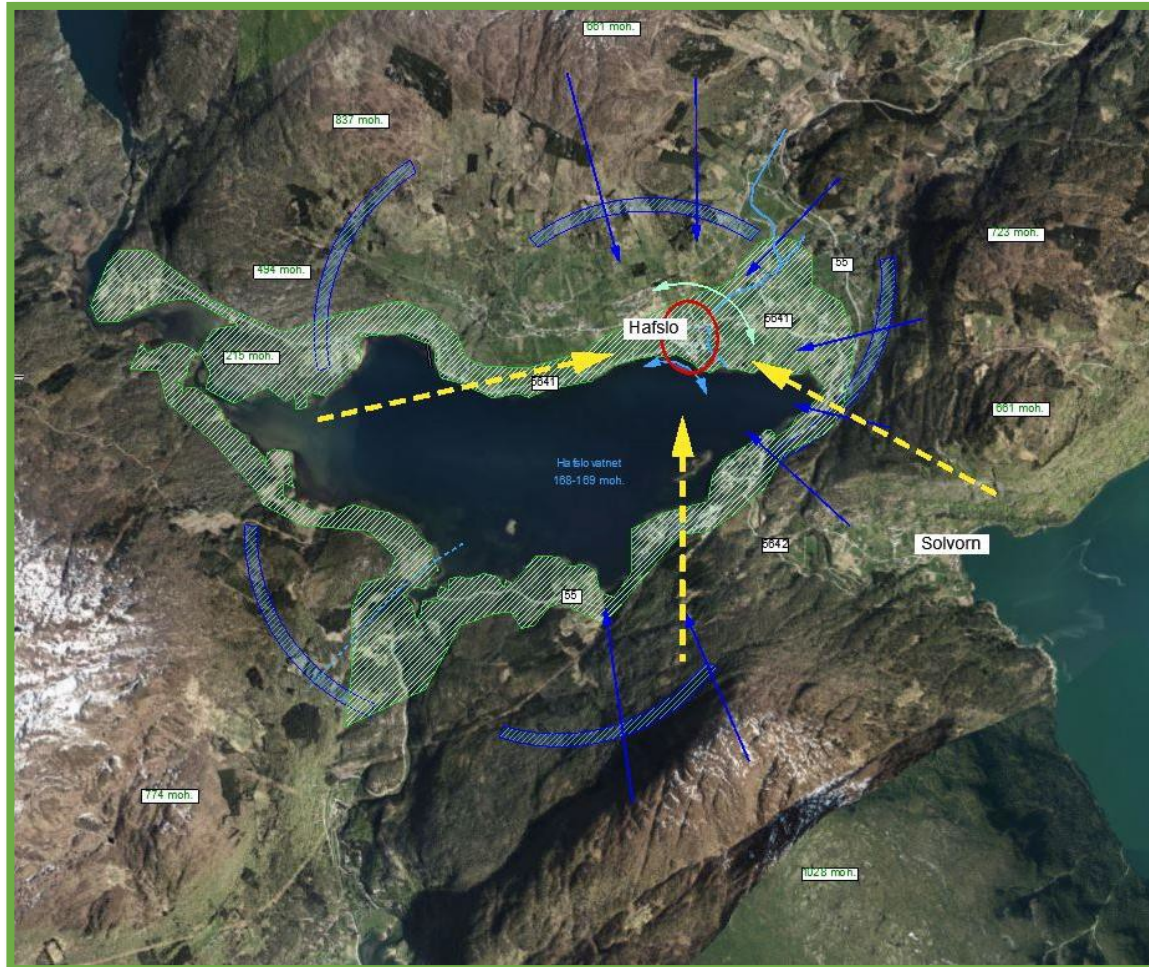 661 moh.
837 moh.
723 moh.
55
494 moh.
5641
Hafslo
215 moh.
5641
661 moh.
Hafslovatnet
168-169 moh.
Solvorn
5642
55
774 moh.
1028 moh.